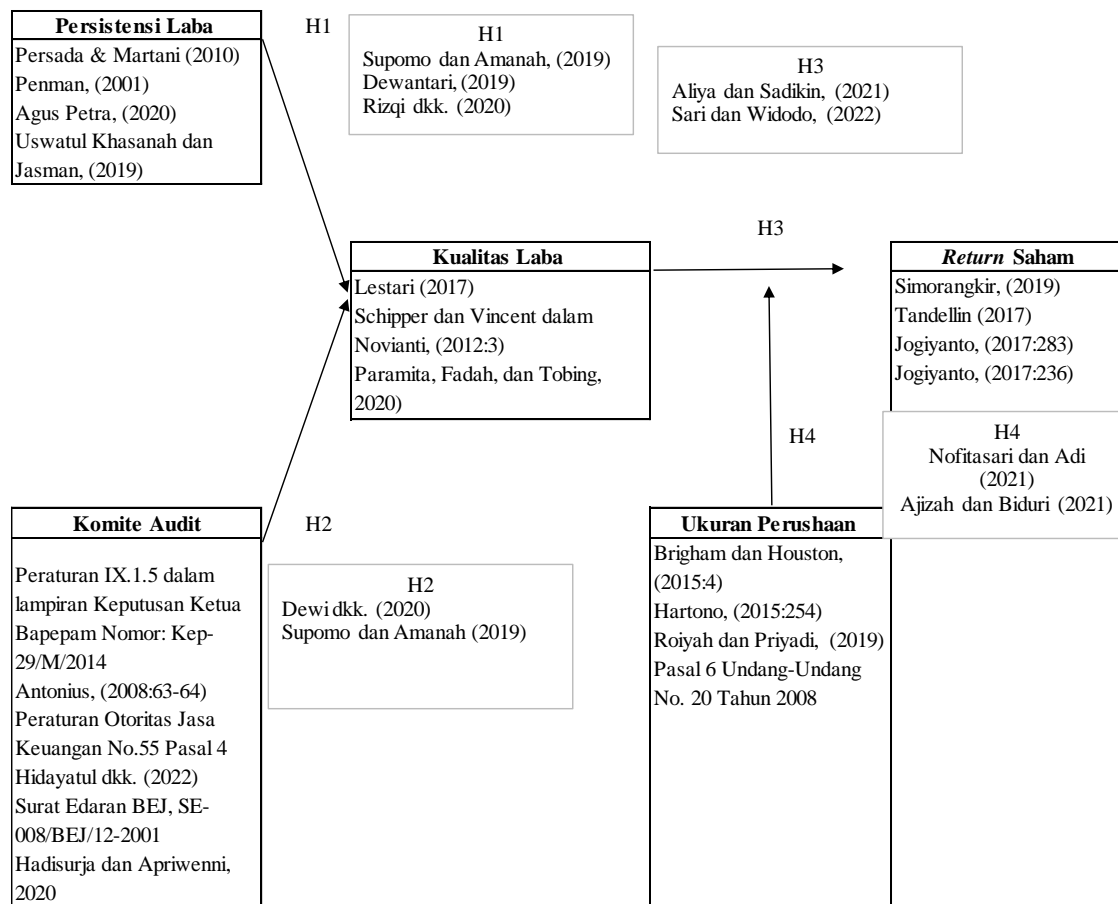 Persistensi Laba
Persada & Martani (2010)
Penman, (2001)
Agus Petra, (2020)
Uswatul Khasanah dan
Jasman, (2019)
H1
H1
Supomo dan Amanah, (2019)
Dewantari, (2019)
Rizqi dkk. (2020)
H3
Aliya dan Sadikin, (2021)
Sari dan Widodo, (2022)
Kualitas Laba
Lestari (2017)
Schipper dan Vincent dalam
Novianti, (2012:3)
Paramita, Fadah, dan Tobing,
2020)
H3
Return Saham
Simorangkir, (2019)
Tandellin (2017)
Jogiyanto, (2017:283)
Jogiyanto, (2017:236)
H4
H4
Nofitasari dan Adi
(2021)
Ajizah dan Biduri (2021)
Komite Audit
Peraturan IX.1.5 dalam
lampiran Keputusan Ketua
Bapepam Nomor: Kep-
29/M/2014
Antonius, (2008:63-64)
Peraturan Otoritas Jasa
Keuangan No.55 Pasal 4
Hidayatul dkk. (2022)
Surat Edaran BEJ, SE-
008/BEJ/12-2001
Hadisurja dan Apriwenni,
2020
H2
H2
Dewi dkk. (2020)
Supomo dan Amanah (2019)
Ukuran Perushaan
Brigham dan Houston,
(2015:4)
Hartono, (2015:254)
Roiyah dan Priyadi, (2019)
Pasal 6 Undang-Undang
No. 20 Tahun 2008